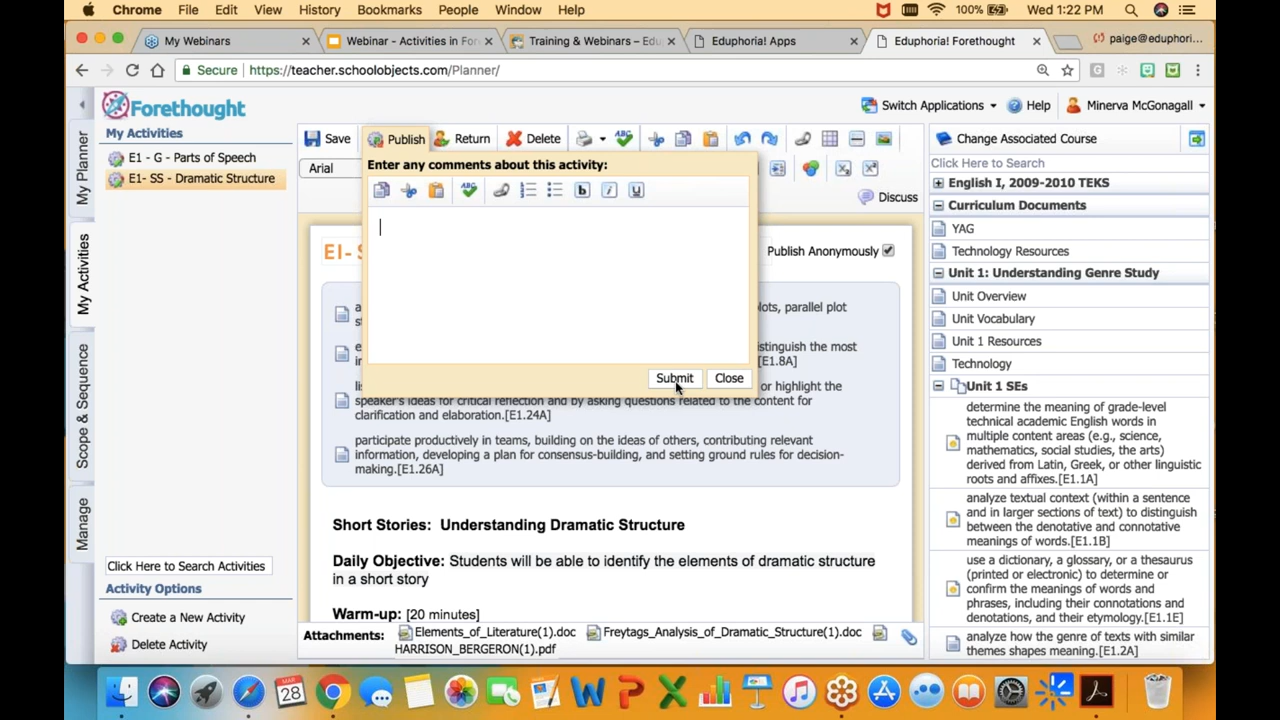 Chrome File Edit View History Bookmarks People Window Help 100% Wed 1:22 PM
My Webinars
Webinar - Activities in For
Training & Webinars – Edu
Eduphoria! Apps
Eduphoria! Forethought
paige@eduphori...
Secure https://teacher.schoolobjects.com/Planner/
Forethought
Switch Applications Help Minerva McGonagall
My Planner
My Activities
Scope & Sequence
Manage
My Activities
E1 - G - Parts of Speech
E1- SS - Dramatic Structure
Click Here to Search Activities
Activity Options
Create a New Activity
Delete Activity
Save Publish Return Delete
Arial
Discuss
Enter any comments about this activity:
Submit Close
EI- S
Publish Anonymously
lots, parallel plot
distinguish the most
[E1.8A]
or highlight the
speaker's ideas for critical reflection and by asking questions related to the content for
clarification and elaboration.[E1.24A]
participate productively in teams, building on the ideas of others, contributing relevant
information, developing a plan for consensus-building, and setting ground rules for decision-
making.[E1.26A]
Short Stories: Understanding Dramatic Structure
Daily Objective: Students will be able to identify the elements of dramatic structure
in a short story
Warm-up: [20 minutes]
Attachments: Elements_of_Literature(1).doc Freytags_Analysis_of_Dramatic_Structure(1).doc
HARRISON_BERGERON(1).pdf
Change Associated Course
Click Here to Search
English I, 2009-2010 TEKS
Curriculum Documents
YAG
Technology Resources
Unit 1: Understanding Genre Study
Unit Overview
Unit Vocabulary
Unit 1 Resources
Technology
Unit 1 SEs
determine the meaning of grade-level
technical academic English words in
multiple content areas (e.g., science,
mathematics, social studies, the arts)
derived from Latin, Greek, or other linguistic
roots and affixes.[E1.1A]
analyze textual context (within a sentence
and in larger sections of text) to distinguish
between the denotative and connotative
meanings of words.[E1.1B]
use a dictionary, a glossary, or a thesaurus
(printed or electronic) to determine or
confirm the meanings of words and
phrases, including their connotations and
denotations, and their etymology.[E1.1E]
analyze how the genre of texts with similar
themes shapes meaning.[E1.2A]
MAR
28